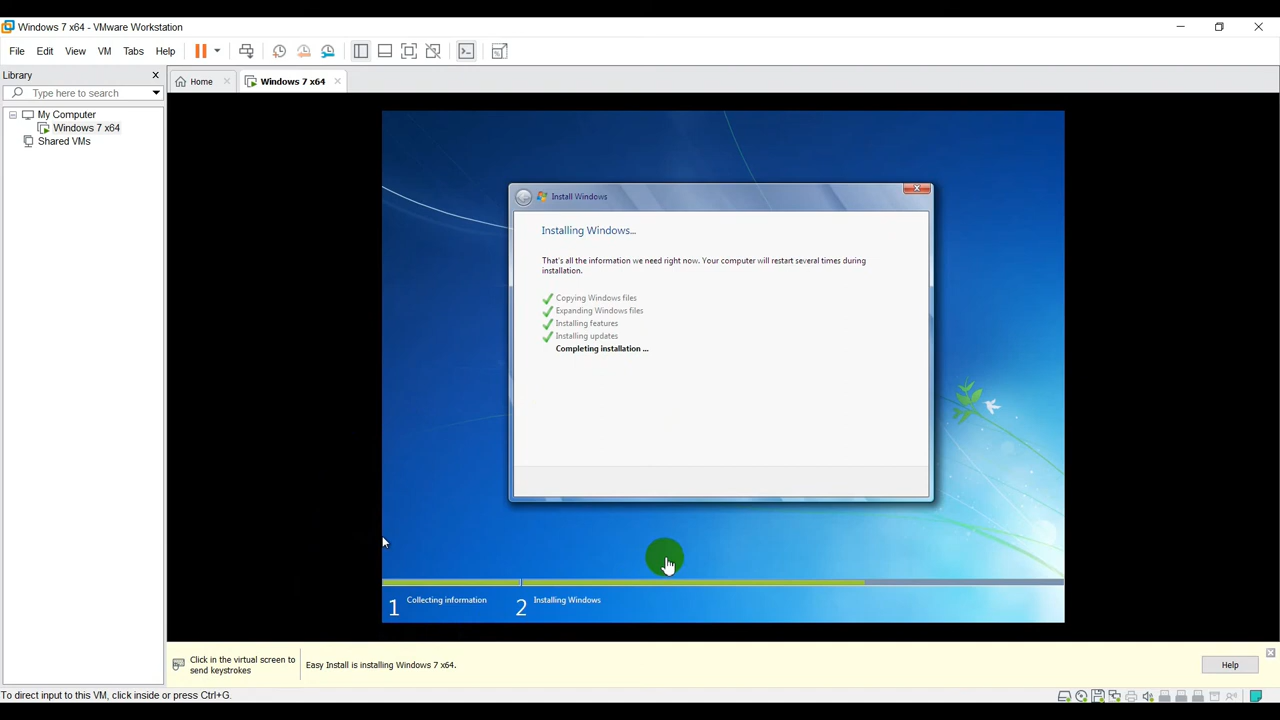 Windows 7 x64 - VMware Workstation
File Edit View VM Tabs Help
Library
Type here to search
My Computer
Windows 7 x64
Shared VMs
Home
Windows 7 x64
Install Windows
Installing Windows...
That's all the information we need right now. Your computer will restart several times during
installation.
Copying Windows files
Expanding Windows files
Installing features
Installing updates
Completing installation ...
1 Collecting information
2 Installing Windows
Click in the virtual screen to
send keystrokes
Easy Install is installing Windows 7 x64.
Help
To direct input to this VM, click inside or press Ctrl+G.